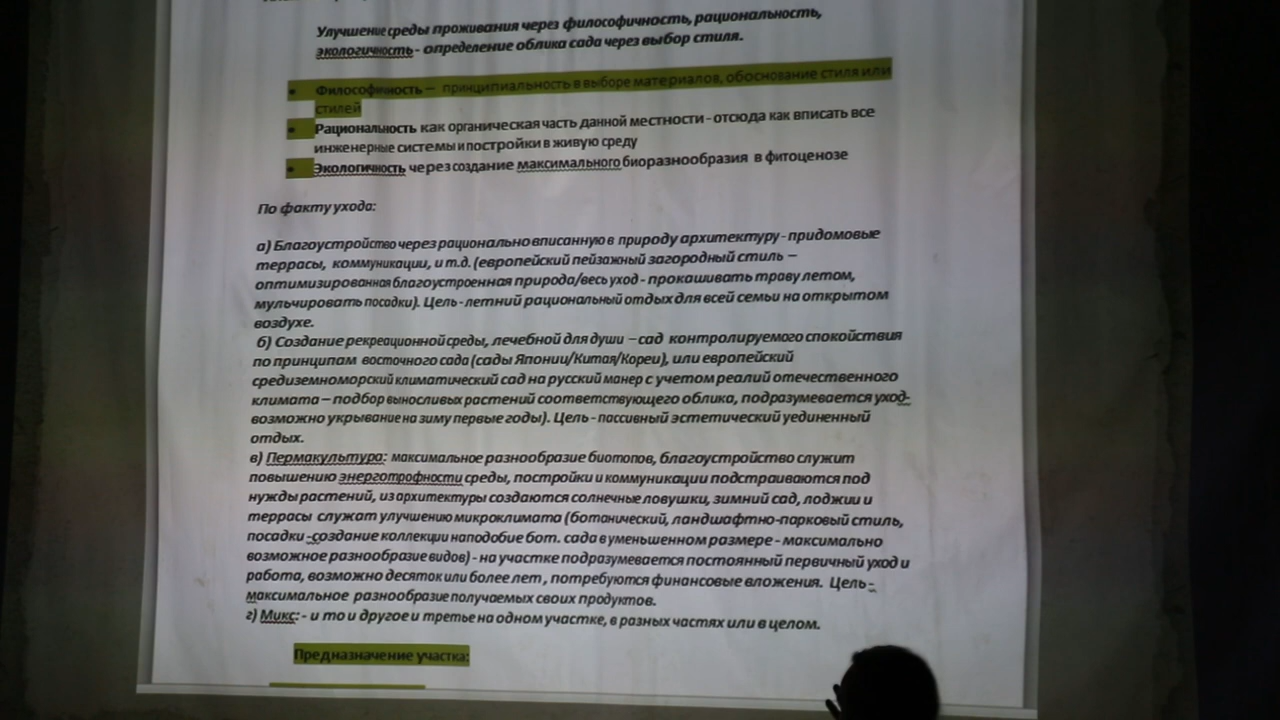 Улучшение среды проживания через философичность, рациональность,
экологичность - определение облика сада через выбор стиля.
• Философичность – принципиальность в выборе материалов, обоснование стиля или
стилей
• Рациональность как органическая часть данной местности - отсюда как вписать все
инженерные системы и постройки в живую среду
• Экологичность через создание максимального биоразнообразия в фитоценозе
По факту ухода:
а) Благоустройство через рационально вписанную в природу архитектуру - придомовые
террасы, коммуникации, и т.д. (европейский пейзажный загородный стиль –
оптимизированная благоустроенная природа/весь уход - прокашивать траву летом,
мульчировать посадки). Цель - летний рациональный отдых для всей семьи на открытом
воздухе.
б) Создание рекреационной среды, лечебной для души – сад контролируемого спокойствия
по принципам восточного сада (сады Японии/Китая/Кореи), или европейский
средиземноморский климатический сад на русский манер с учетом реалий отечественного
климата – подбор выносливых растений соответствующего облика, подразумевается уход-
возможно укрывание на зиму первые годы). Цель - пассивный эстетический уединенный
отдых.
в) Пермакультура: максимальное разнообразие биотопов, благоустройство служит
повышению энерготрофности среды, постройки и коммуникации подстраиваются под
нужды растений, из архитектуры создаются солнечные ловушки, зимний сад, лоджии и
террасы служат улучшению микроклимата (ботанический, ландшафтно-парковый стиль,
посадки -создание коллекции наподобие бот. сада в уменьшенном размере - максимально
возможное разнообразие видов) - на участке подразумевается постоянный первичный уход и
работа, возможно десяток или более лет , потребуются финансовые вложения. Цель -
максимальное разнообразие получаемых своих продуктов.
г) Микс: - и то и другое и третье на одном участке, в разных частях или в целом.
Предназначение участка: